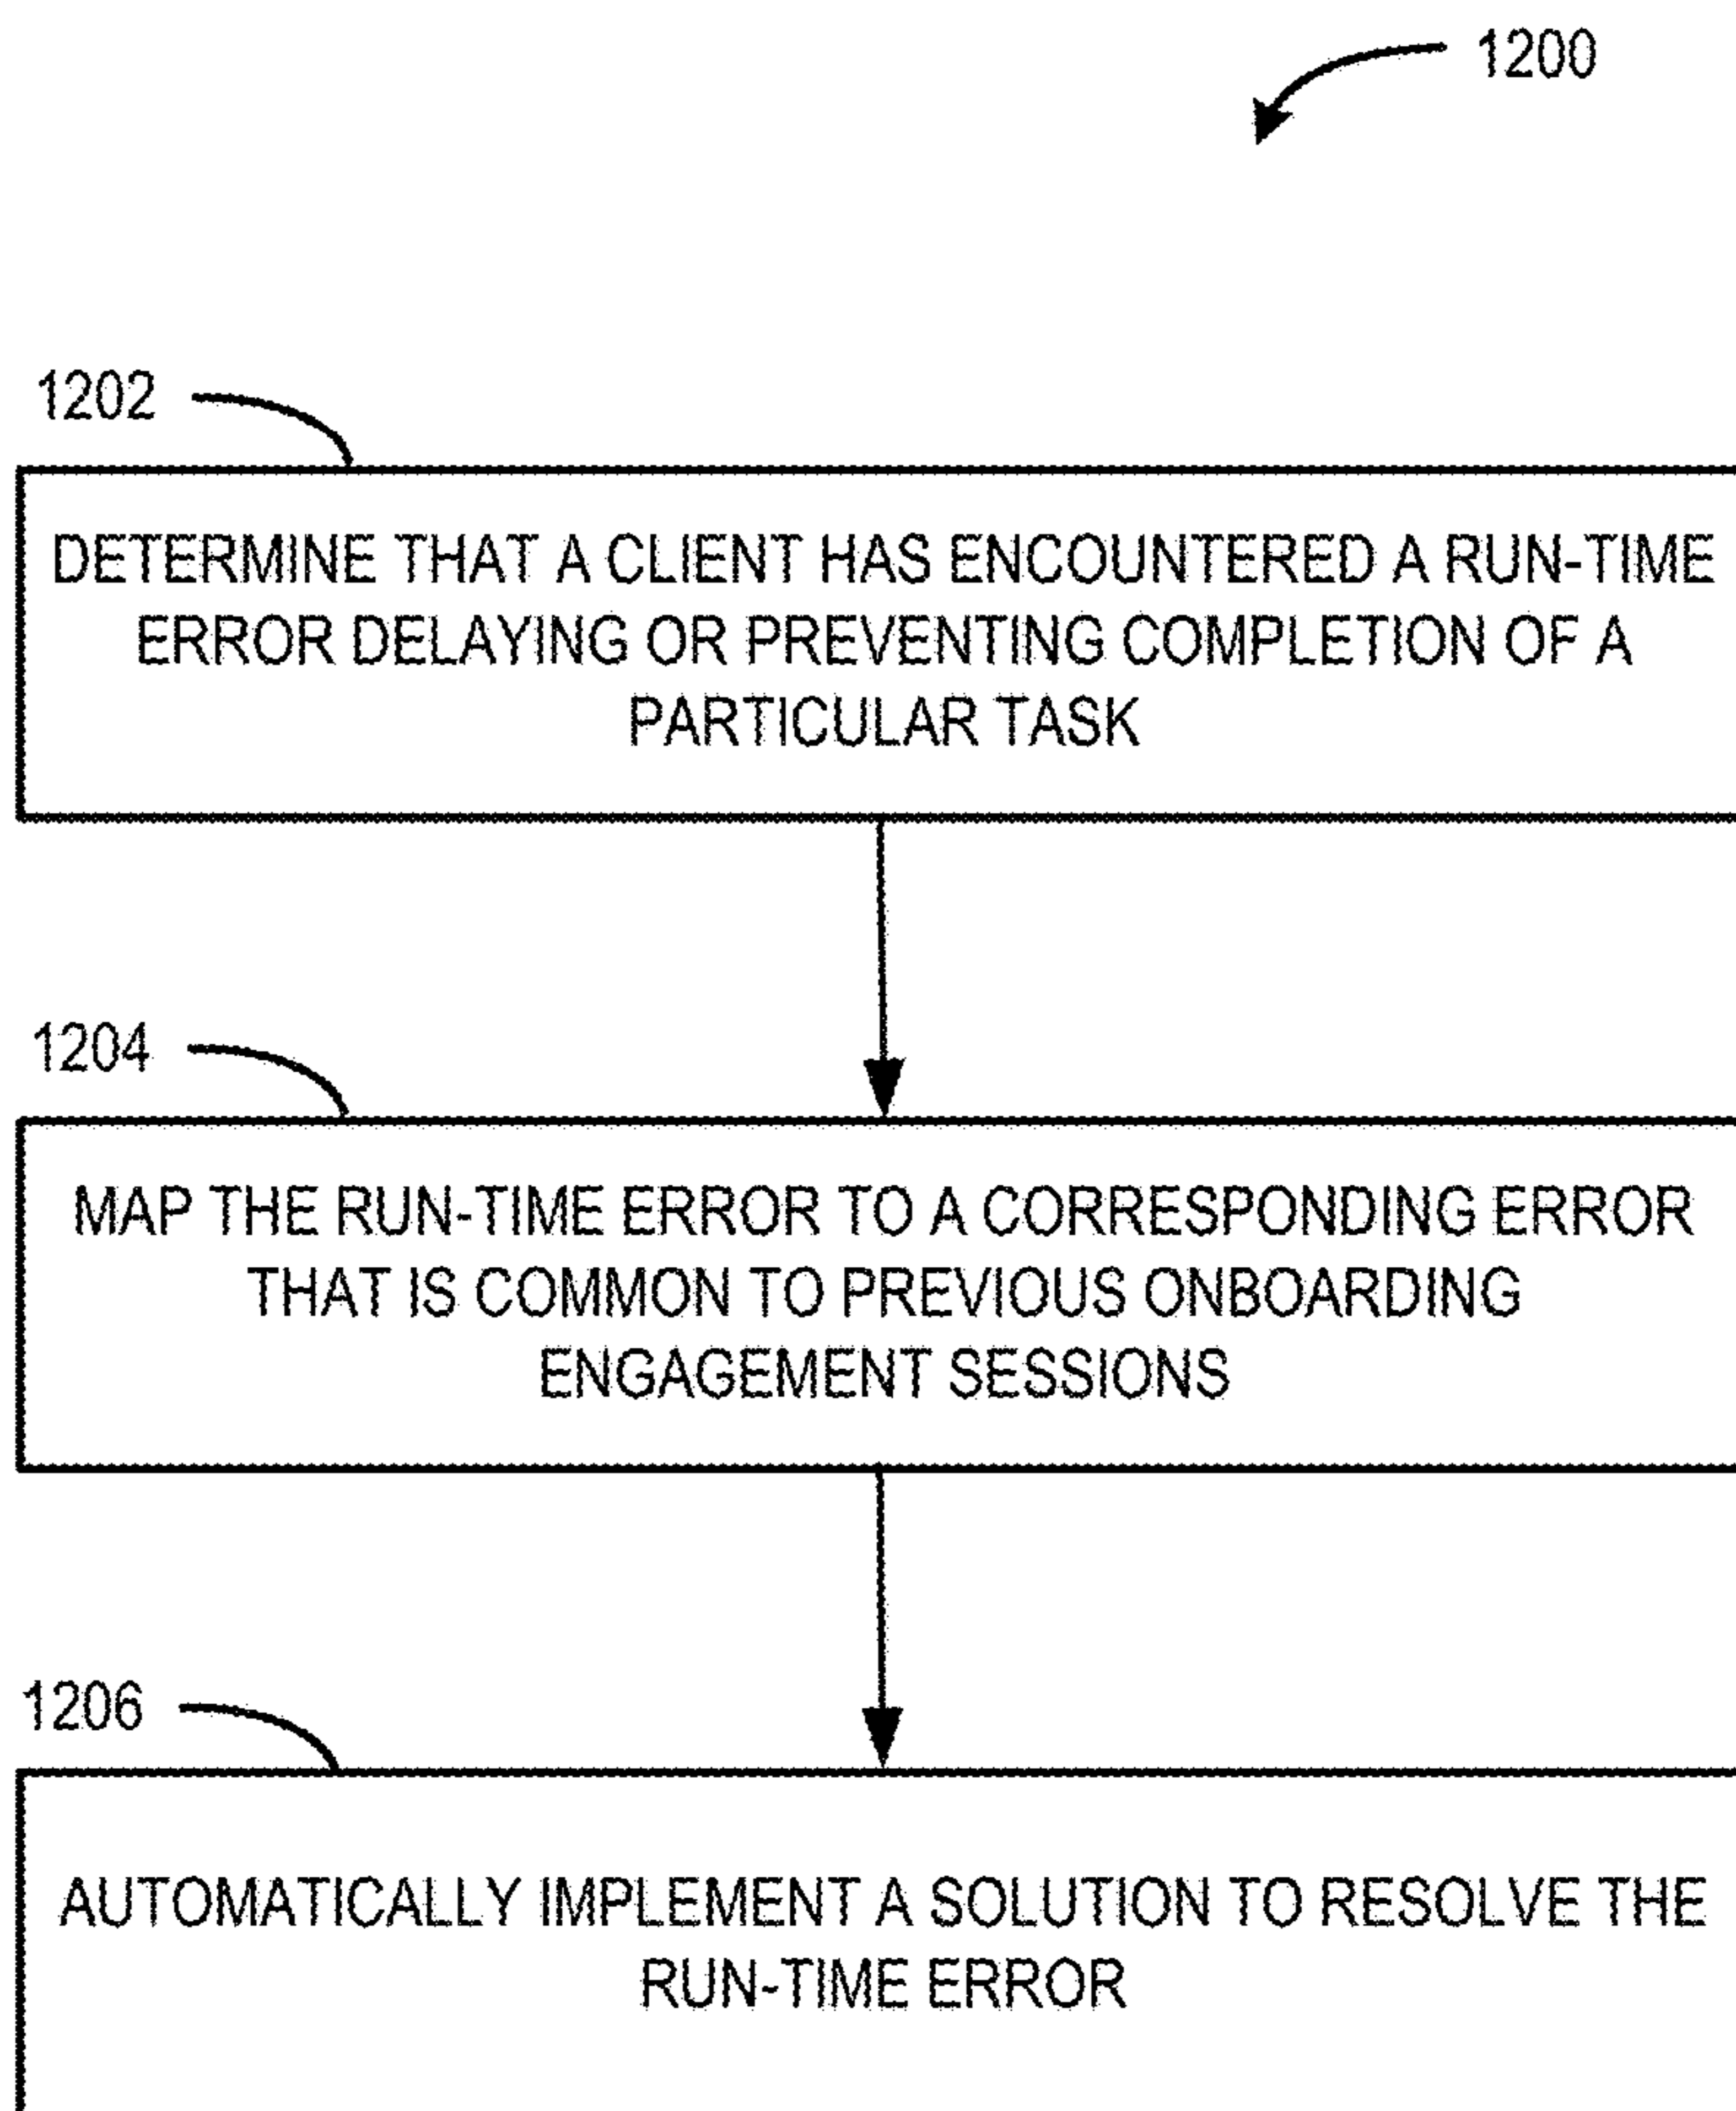 1200
1202
DETERMINE THAT A CLIENT HAS ENCOUNTERED A RUN-TIME
ERROR DELAYING OR PREVENTING COMPLETION OF A
PARTICULAR TASK
1204
MAP THE RUN-TIME ERROR TO A CORRESPONDING ERROR
THAT IS COMMON TO PREVIOUS ONBOARDING
ENGAGEMENT SESSIONS
1206
AUTOMATICALLY IMPLEMENT A SOLUTION TO RESOLVE THE
RUN-TIME ERROR